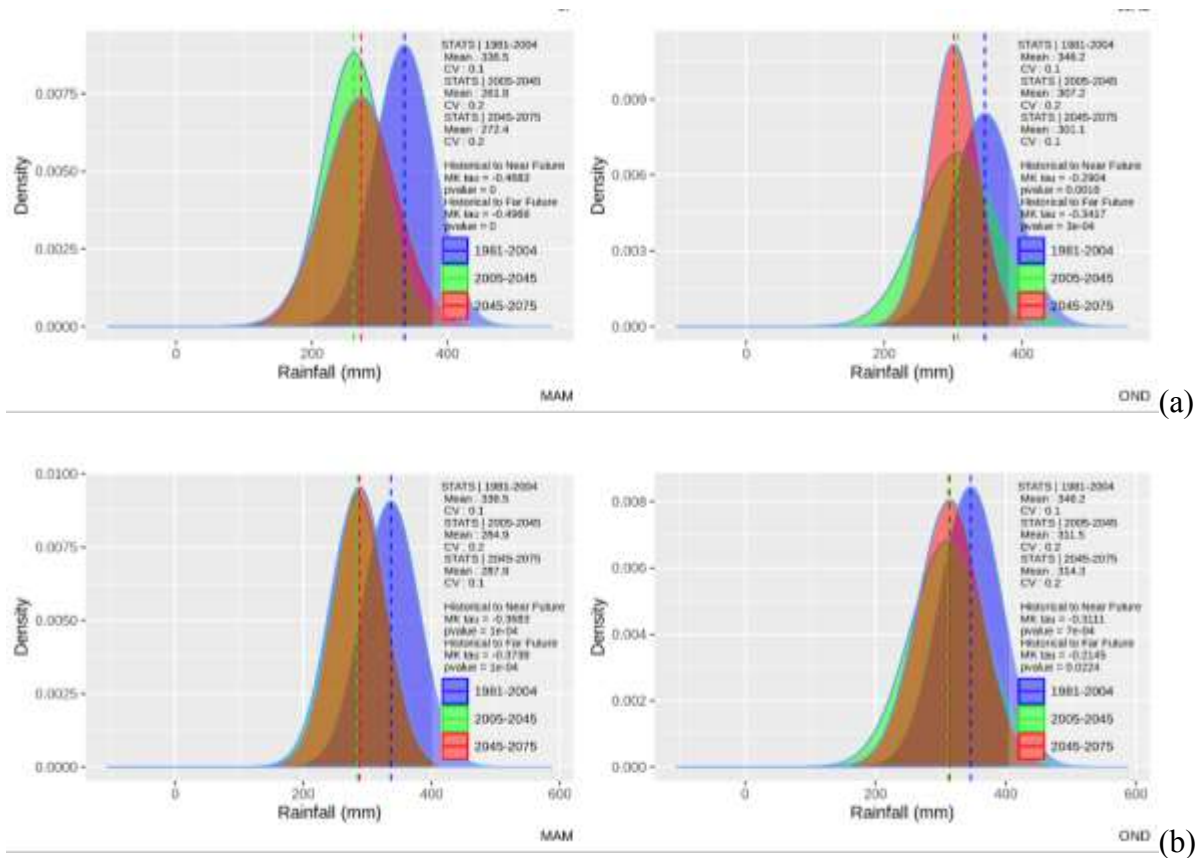 STATS | 1981-2004
Mean : 336.5
CV : 0.1
STATS | 2005-2045
Mean : 261.8
CV : 0.2
STATS | 2045-2075
Mean : 272.4
CV : 0.2
Historical to Near Future
MK tau = -0.4683
pvalue = 0
Historical to Far Future
MK tau = -0.4968
pvalue = 0
1981-2004
2005-2045
2045-2075
Density
0.0075
0.0050
0.0025
0.0000
0 200 400
Rainfall (mm)
MAM
STATS | 1981-2004
Mean : 346.2
CV : 0.1
STATS | 2005-2045
Mean : 307.2
CV : 0.2
STATS | 2045-2075
Mean : 301.1
CV : 0.1
Historical to Near Future
MK tau = -0.2904
pvalue = 0.0016
Historical to Far Future
MK tau = -0.3417
pvalue = 3e-04
1981-2004
2005-2045
2045-2075
Density
0.009
0.006
0.003
0.000
0 200 400
Rainfall (mm)
OND
(a)
STATS | 1981-2004
Mean : 336.5
CV : 0.1
STATS | 2005-2045
Mean : 284.9
CV : 0.2
STATS | 2045-2075
Mean : 287.8
CV : 0.1
Historical to Near Future
MK tau = -0.3683
pvalue = 1e-04
Historical to Far Future
MK tau = -0.3739
pvalue = 1e-04
1981-2004
2005-2045
2045-2075
Density
0.0100
0.0075
0.0050
0.0025
0.0000
0 200 400 600
Rainfall (mm)
MAM
STATS | 1981-2004
Mean : 346.2
CV : 0.1
STATS | 2005-2045
Mean : 311.5
CV : 0.2
STATS | 2045-2075
Mean : 314.3
CV : 0.2
Historical to Near Future
MK tau = -0.3111
pvalue = 7e-04
Historical to Far Future
MK tau = -0.2145
pvalue = 0.0224
1981-2004
2005-2045
2045-2075
Density
0.008
0.006
0.004
0.002
0.000
0 200 400 600
Rainfall (mm)
OND
(b)